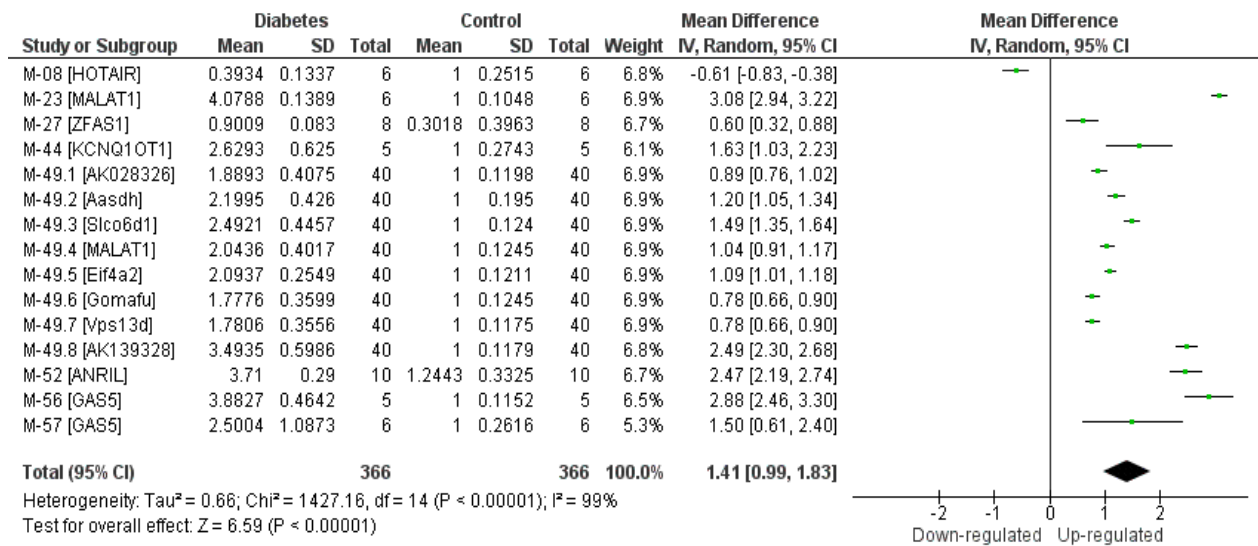 Diabetes Control Mean Difference Mean Difference
Study or Subgroup Mean SD Total Mean SD Total Weight IV, Random, 95% CI IV, Random, 95% CI
M-08 [HOTAIR] 0.3934 0.1337 6 1 0.2515 6 6.8% -0.61 [-0.83, -0.38]
M-23 [MALAT1] 4.0788 0.1389 6 1 0.1048 6 6.9% 3.08 [2.94, 3.22]
M-27 [ZFAS1] 0.9009 0.083 8 0.3018 0.3963 8 6.7% 0.60 [0.32, 0.88]
M-44 [KCNQ1OT1] 2.6293 0.625 5 1 0.2743 5 6.1% 1.63 [1.03, 2.23]
M-49.1 [AK028326] 1.8893 0.4075 40 1 0.1198 40 6.9% 0.89 [0.76, 1.02]
M-49.2 [Aasdh] 2.1995 0.426 40 1 0.195 40 6.9% 1.20 [1.05, 1.34]
M-49.3 [Slco6d1] 2.4921 0.4457 40 1 0.124 40 6.9% 1.49 [1.35, 1.64]
M-49.4 [MALAT1] 2.0436 0.4017 40 1 0.1245 40 6.9% 1.04 [0.91, 1.17]
M-49.5 [Eif4a2] 2.0937 0.2549 40 1 0.1211 40 6.9% 1.09 [1.01, 1.18]
M-49.6 [Gomafu] 1.7776 0.3599 40 1 0.1245 40 6.9% 0.78 [0.66, 0.90]
M-49.7 [Vps13d] 1.7806 0.3556 40 1 0.1175 40 6.9% 0.78 [0.66, 0.90]
M-49.8 [AK139328] 3.4935 0.5986 40 1 0.1179 40 6.8% 2.49 [2.30, 2.68]
M-52 [ANRIL] 3.71 0.29 10 1.2443 0.3325 10 6.7% 2.47 [2.19, 2.74]
M-56 [GAS5] 3.8827 0.4642 5 1 0.1152 5 6.5% 2.88 [2.46, 3.30]
M-57 [GAS5] 2.5004 1.0873 6 1 0.2616 6 5.3% 1.50 [0.61, 2.40]
Total (95% CI) 366 366 100.0% 1.41 [0.99, 1.83]
Heterogeneity: Tau² = 0.66; Chi² = 1427.16, df = 14 (P < 0.00001); I² = 99%
Test for overall effect: Z = 6.59 (P < 0.00001)
-2 -1 0 1 2
Down-regulated Up-regulated